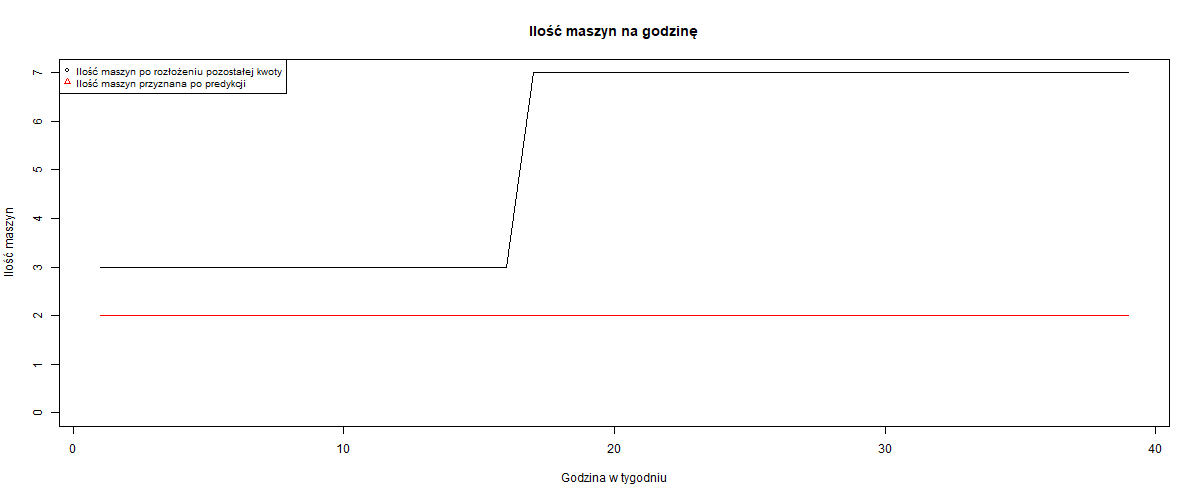 Ilość maszyn na godzinę
Ilość maszyn po rozłożeniu pozostałej kwoty
Ilość maszyn przyznana po predykcji
Ilość maszyn
7
6
5
4
3
2
1
0
0 10 20 30 40
Godzina w tygodniu